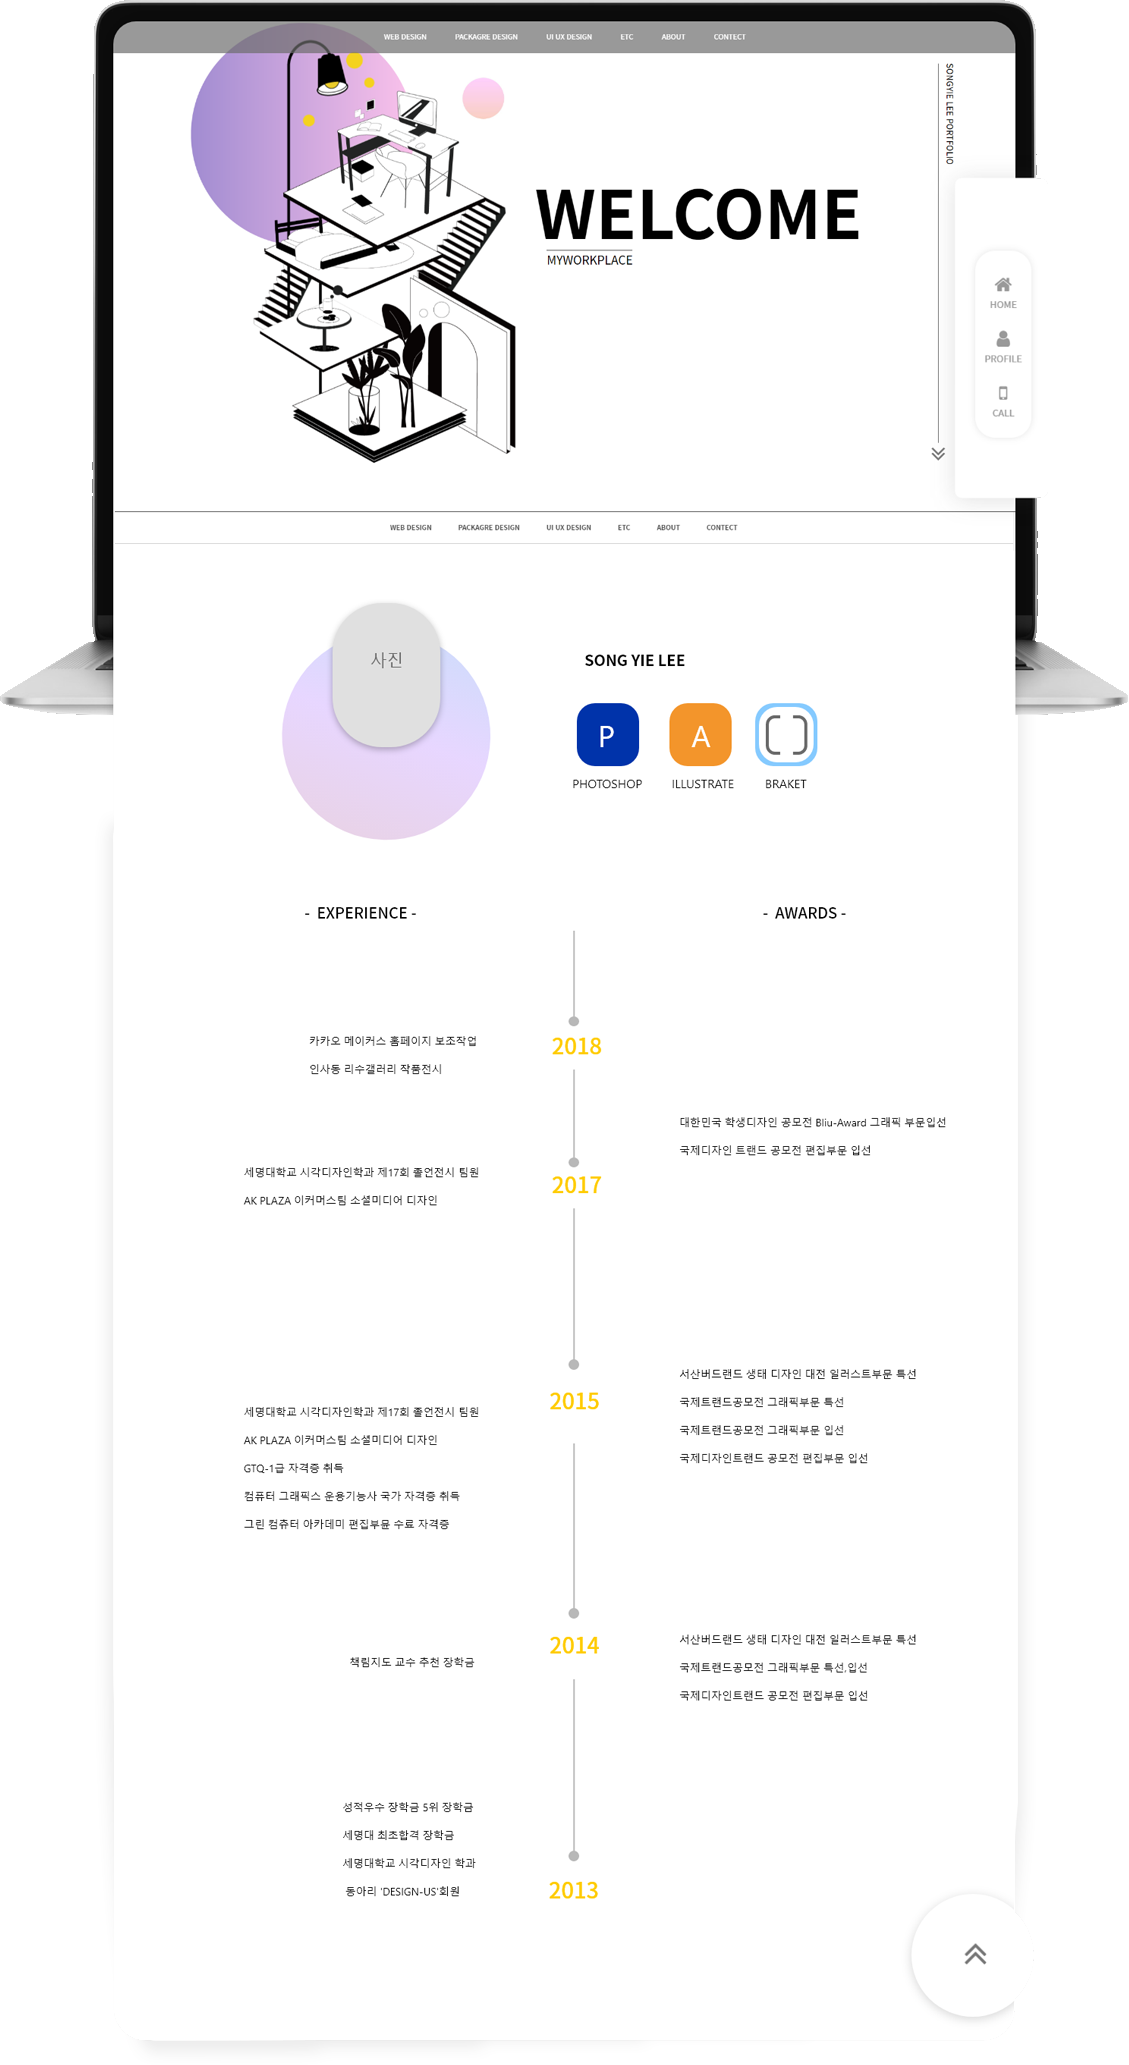 WEB DESIGN PACKAGRE DESIGN UI UX DESIGN ETC ABOUT CONTECT
SONGYIE LEE PORTFOLIO
WELCOME
MYWORKPLACE
HOME
PROFILE
CALL
WEB DESIGN PACKAGRE DESIGN UI UX DESIGN ETC ABOUT CONTECT
사진
SONG YIE LEE
P A
PHOTOSHOP ILLUSTRATE BRAKET
- EXPERIENCE - - AWARDS -
카카오 메이커스 홈페이지 보조작업
인사동 리수갤러리 작품전시
2018
대한민국 학생디자인 공모전 Bliu-Award 그래픽 부문입선
국제디자인 트랜드 공모전 편집부문 입선
세명대학교 시각디자인학과 제17회 졸언전시 팀원
AK PLAZA 이커머스팀 소셜미디어 디자인
2017
서산버드랜드 생태 디자인 대전 일러스트부문 특선
국제트랜드공모전 그래픽부문 특선
국제트랜드공모전 그래픽부문 입선
국제디자인트랜드 공모전 편집부문 입선
2015
세명대학교 시각디자인학과 제17회 졸언전시 팀원
AK PLAZA 이커머스팀 소셜미디어 디자인
GTQ-1급 자격증 취득
컴퓨터 그래픽스 운용기능사 국가 자격증 취득
그린 컴츄터 아카데미 편집부문 수료 자격증
2014
책림지도 교수 추천 장학금
서산버드랜드 생태 디자인 대전 일러스트부문 특선
국제트랜드공모전 그래픽부문 특선,입선
국제디자인트랜드 공모전 편집부문 입선
성적우수 장학금 5위 장학금
세명대 최초합격 장학금
세명대학교 시각디자인 학과
동아리 'DESIGN-US'회원
2013